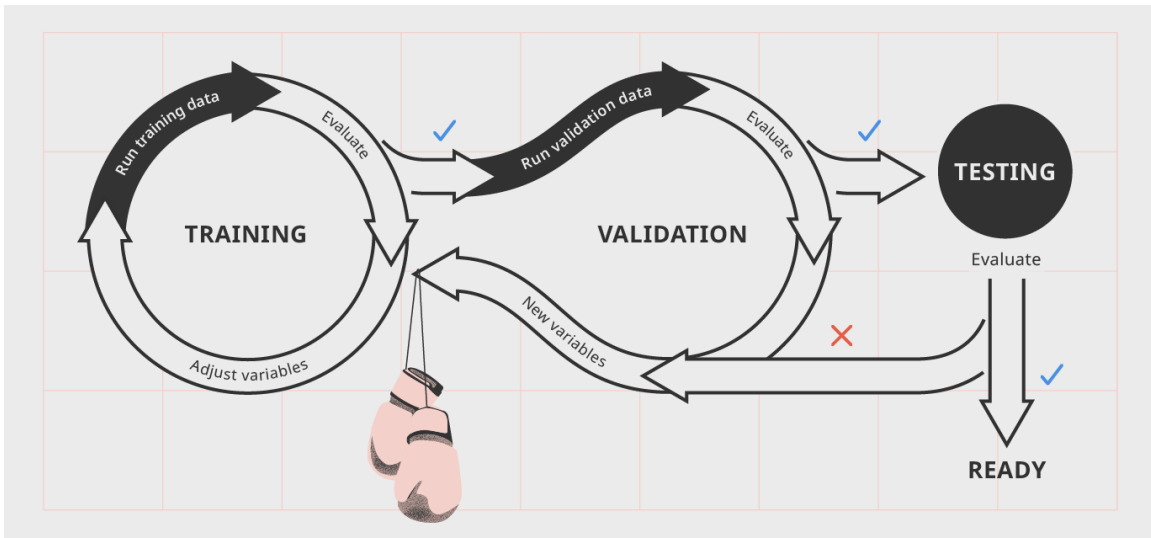 Run training data
Evaluate
TRAINING
Adjust variables
Run validation data
Evaluate
VALIDATION
New variables
TESTING
Evaluate
READY